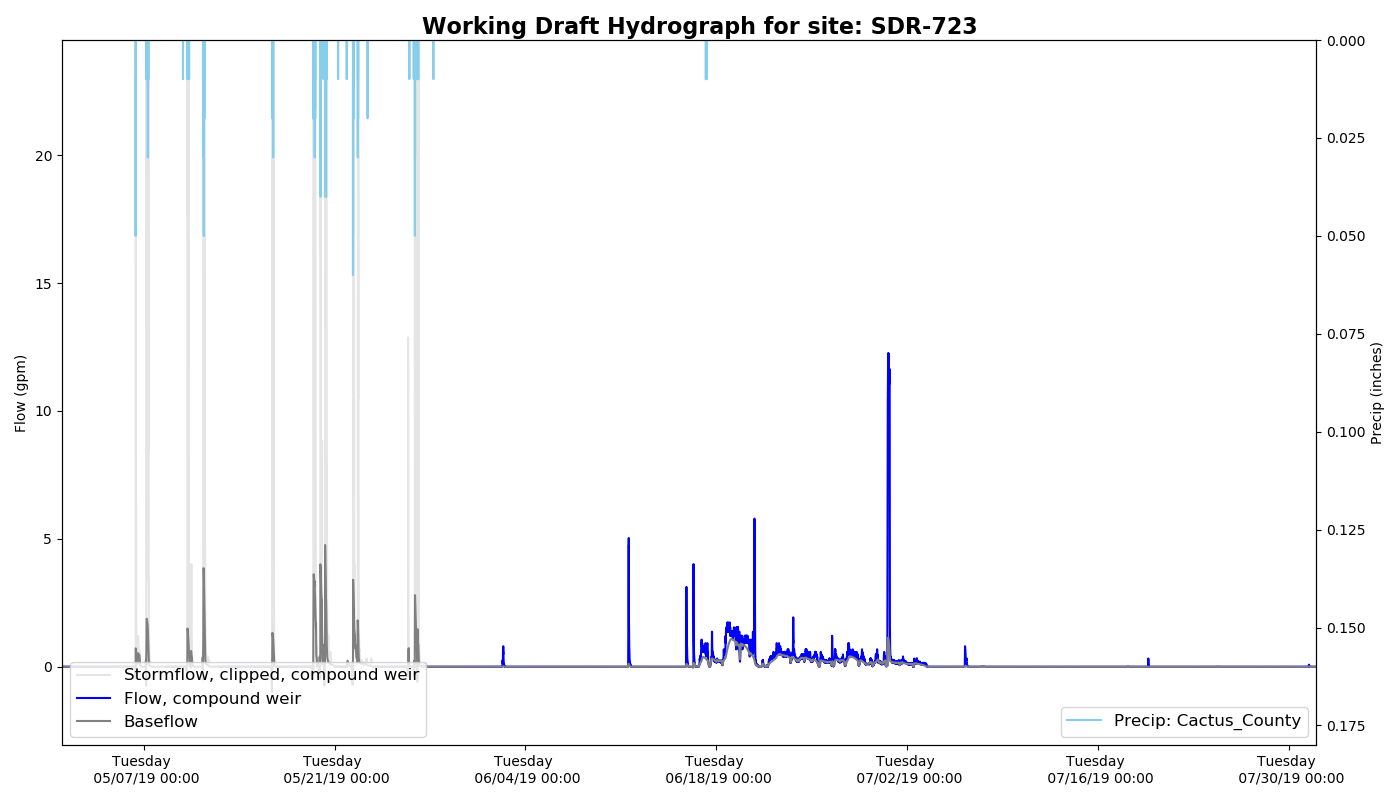 Working Draft Hydrograph for site: SDR-723
Flow (gpm)
20
15
10
5
0
0.000
0.025
0.050
0.075
0.100
0.125
0.150
0.175
Precip (inches)
Stormflow, clipped, compound weir
Flow, compound weir
Baseflow
Precip: Cactus_County
Tuesday
05/07/19 00:00
Tuesday
05/21/19 00:00
Tuesday
06/04/19 00:00
Tuesday
06/18/19 00:00
Tuesday
07/02/19 00:00
Tuesday
07/16/19 00:00
Tuesday
07/30/19 00:00